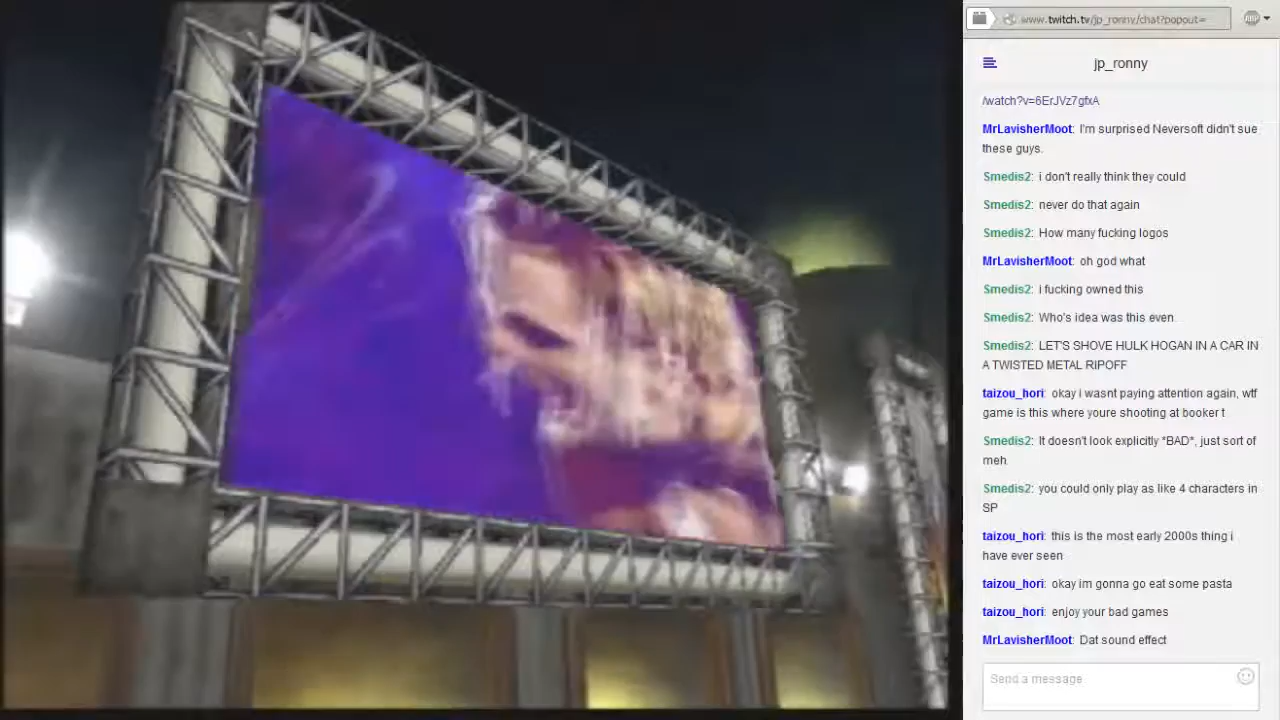 www.twitch.tv/jp_ronny/chat?popout=
ABP
jp_ronny
/watch?v=6ErJVz7gfxA
MrLavisherMoot: I'm surprised Neversoft didn't sue
these guys.
Smedis2: i don't really think they could
Smedis2: never do that again
Smedis2: How many fucking logos
MrLavisherMoot: oh god what
Smedis2: i fucking owned this
Smedis2: Who's idea was this even.
Smedis2: LET'S SHOVE HULK HOGAN IN A CAR IN
A TWISTED METAL RIPOFF
taizou_hori: okay i wasnt paying attention again, wtf
game is this where youre shooting at booker t
Smedis2: It doesn't look explicitly *BAD*, just sort of
meh.
Smedis2: you could only play as like 4 characters in
SP
taizou_hori: this is the most early 2000s thing i
have ever seen
taizou_hori: okay im gonna go eat some pasta
taizou_hori: enjoy your bad games
MrLavisherMoot: Dat sound effect
Send a message